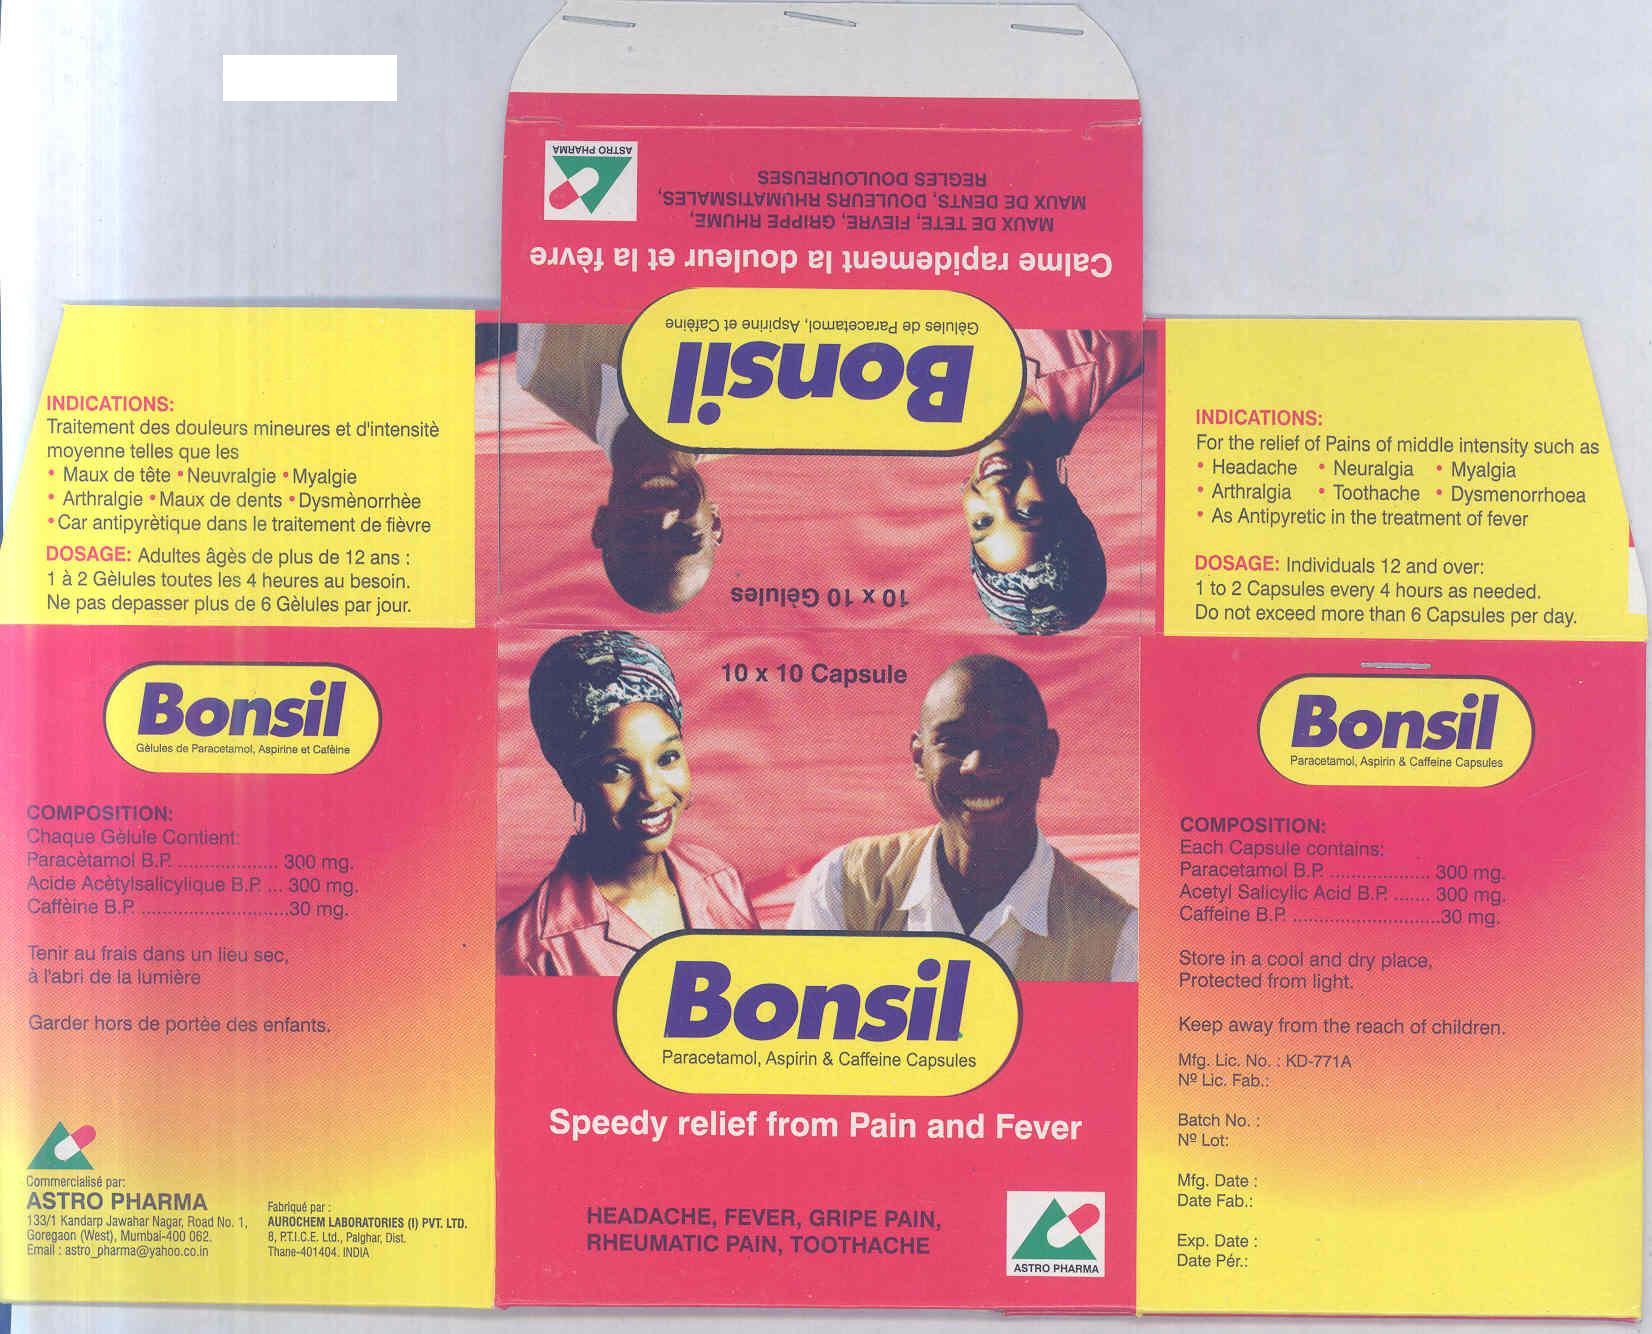 ASTRO PHARMA
Calme rapidement la douleur et la fèvre
MAUX DE TETE, FIEVRE, GRIPPE RHUME,
MAUX DE DENTS, DOULEURS RHUMATISMALES,
REGLES DOULOUREUSES
Bonsil
Gèlules de Paracetamol, Aspirine et Cafèine
10 x 10 Gèlules
INDICATIONS:
Traitement des douleurs mineures et d'intensitè
moyenne telles que les
• Maux de tête • Neuvralgie • Myalgie
• Arthralgie • Maux de dents • Dysmènorrhèe
• Car antipyrètique dans le traitement de fièvre
DOSAGE: Adultes âgès de plus de 12 ans :
1 à 2 Gèlules toutes les 4 heures au besoin.
Ne pas depasser plus de 6 Gèlules par jour.
INDICATIONS:
For the relief of Pains of middle intensity such as
• Headache • Neuralgia • Myalgia
• Arthralgia • Toothache • Dysmenorrhoea
• As Antipyretic in the treatment of fever
DOSAGE: Individuals 12 and over:
1 to 2 Capsules every 4 hours as needed.
Do not exceed more than 6 Capsules per day.
Bonsil
Gèlules de Paracetamol, Aspirine et Cafèine
COMPOSITION:
Chaque Gèlule Contient:
Paracètamol B.P. ................... 300 mg.
Acide Acètylsalicylique B.P. ... 300 mg.
Caffèine B.P. ............................30 mg.
Tenir au frais dans un lieu sec,
à l'abri de la lumière
Garder hors de portèe des enfants.
Commercialisé par:
ASTRO PHARMA
133/1 Kandarp Jawahar Nagar, Road No. 1,
Goregaon (West), Mumbai-400 062.
Email : astro_pharma@yahoo.co.in
Fabriqué par :
AUROCHEM LABORATORIES (I) PVT. LTD.
8, P.T.I.C.E. Ltd., Palghar, Dist.
Thane-401404. INDIA
10 x 10 Capsule
Bonsil
Paracetamol, Aspirin & Caffeine Capsules
Speedy relief from Pain and Fever
HEADACHE, FEVER, GRIPE PAIN,
RHEUMATIC PAIN, TOOTHACHE
ASTRO PHARMA
Bonsil
Paracetamol, Aspirin & Caffeine Capsules
COMPOSITION:
Each Capsule contains:
Paracetamol B.P. ................... 300 mg.
Acetyl Salicylic Acid B.P. ....... 300 mg.
Caffeine B.P. ............................30 mg.
Store in a cool and dry place,
Protected from light.
Keep away from the reach of children.
Mfg. Lic. No. : KD-771A
Nº Lic. Fab.:
Batch No. :
Nº Lot:
Mfg. Date :
Date Fab.:
Exp. Date :
Date Pér.: